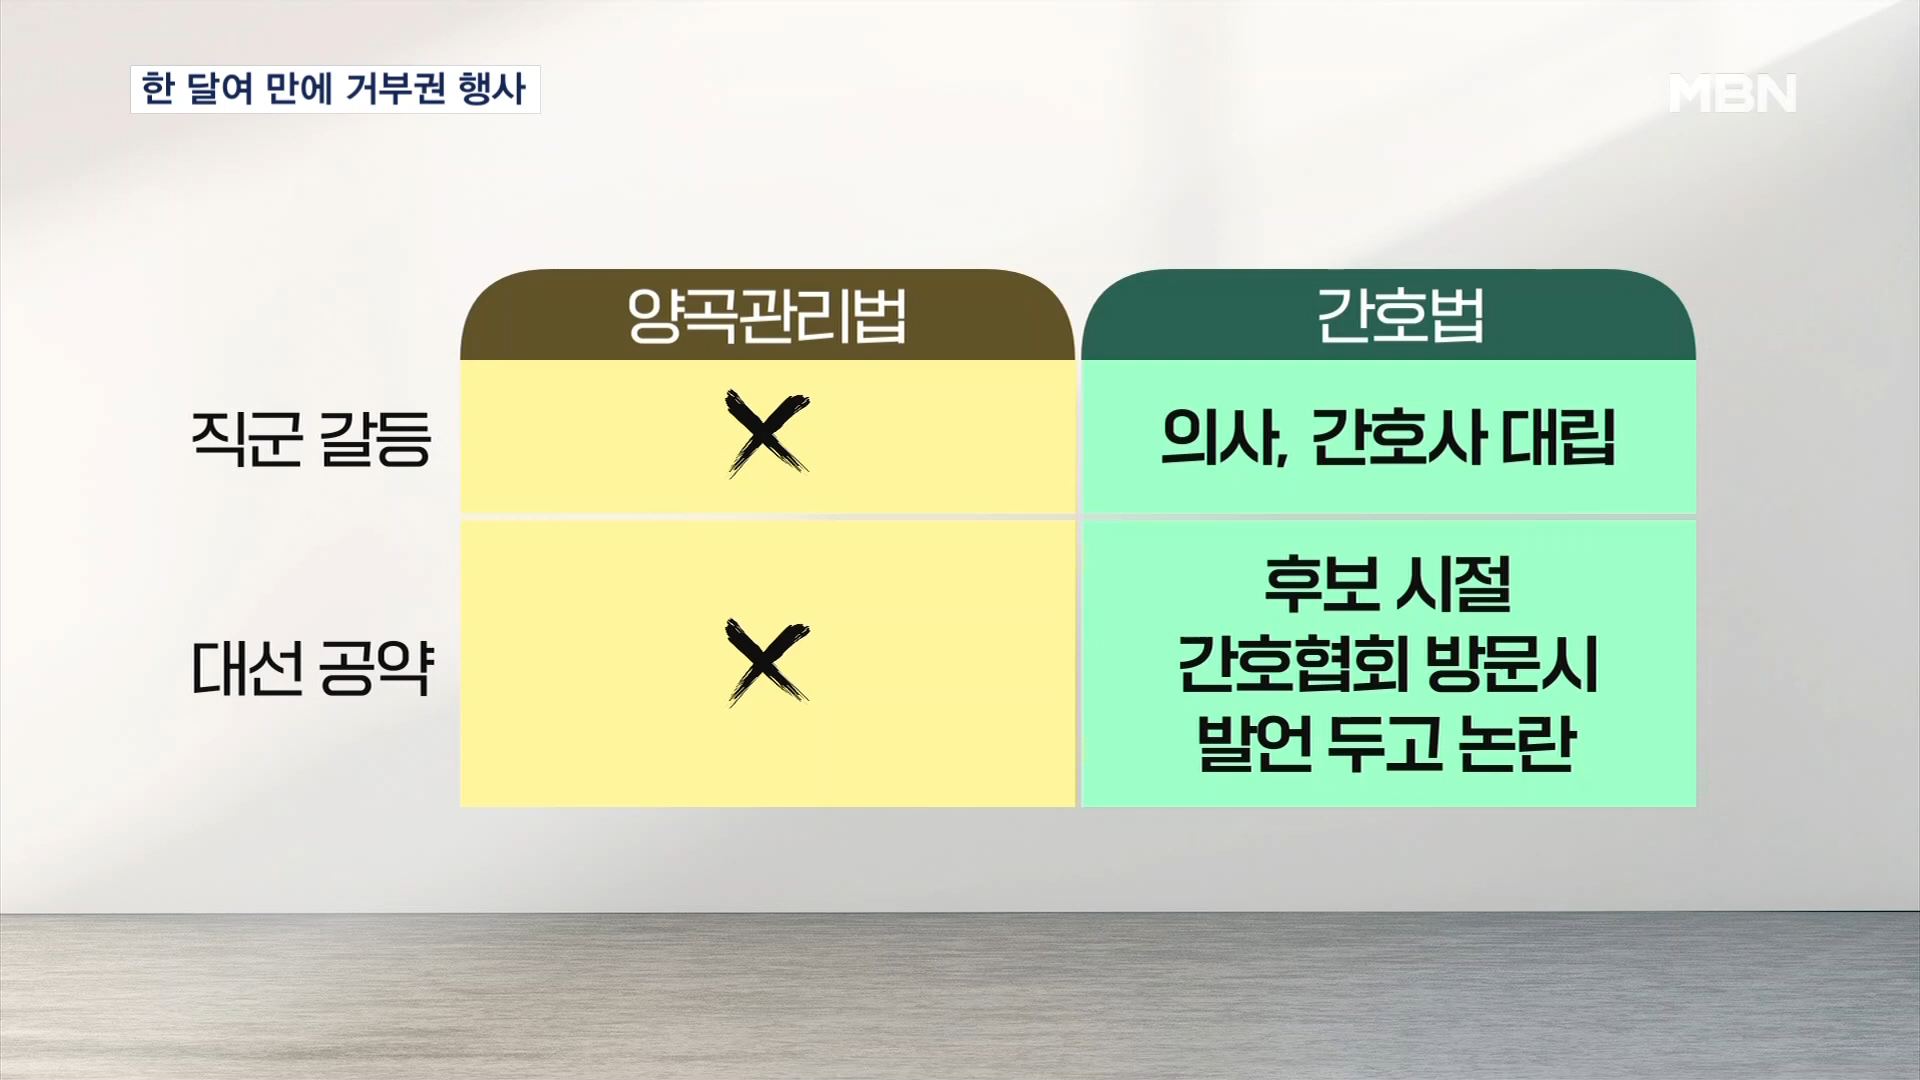 한 달여 만에 거부권 행사
MBN
양곡관리법
간호법
직군 갈등
의사, 간호사 대립
대선 공약
후보 시절
간호협회 방문시
발언 두고 논란